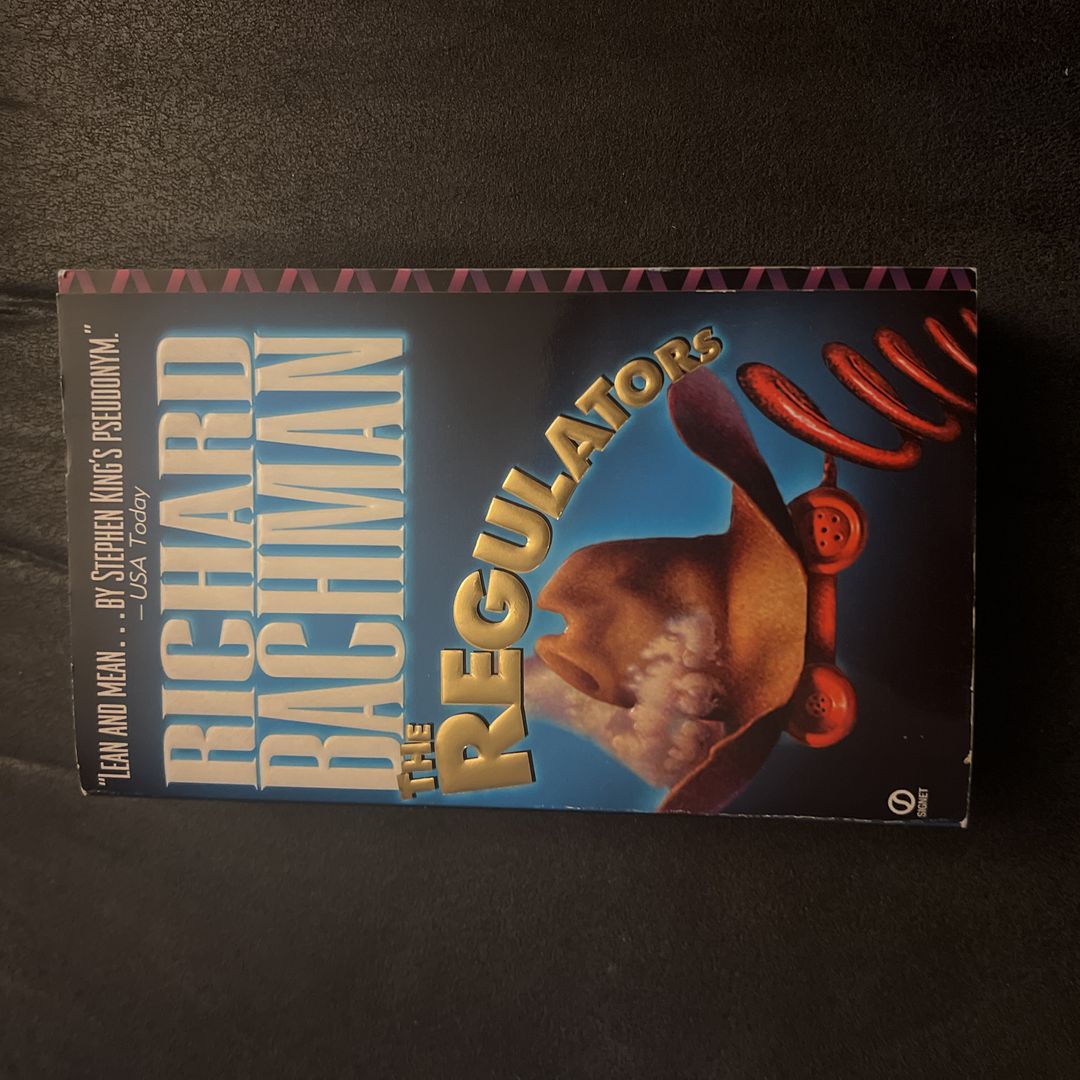 "LEAN AND MEAN...BY STEPHEN KING'S PSEUDONYM."
—USA Today
RICHARD
BACHMAN
THE
REGULATORS
SIGNET